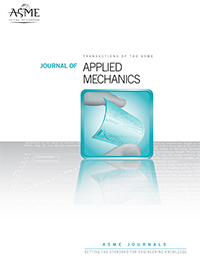 ASME
SETTING THE STANDARD
TRANSACTIONS OF THE ASME
JOURNAL OF APPLIED
MECHANICS
ASME JOURNALS
SETTING THE STANDARD FOR ENGINEERING KNOWLEDGE